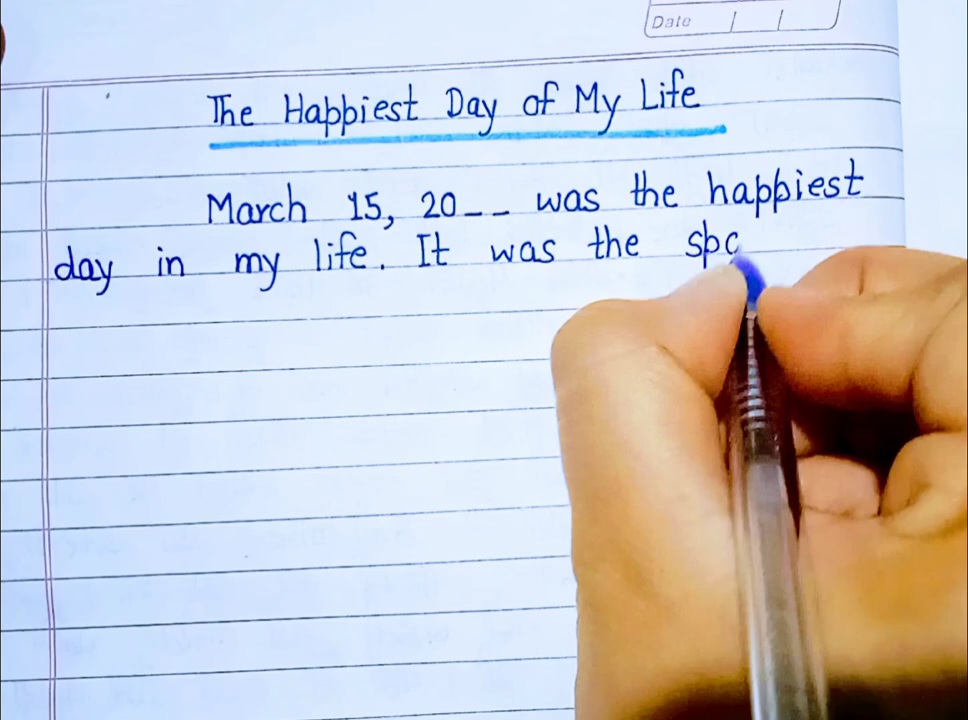 Date
The Happiest Day of My Life
March 15, 20__ was the happiest
day in my life. It was the